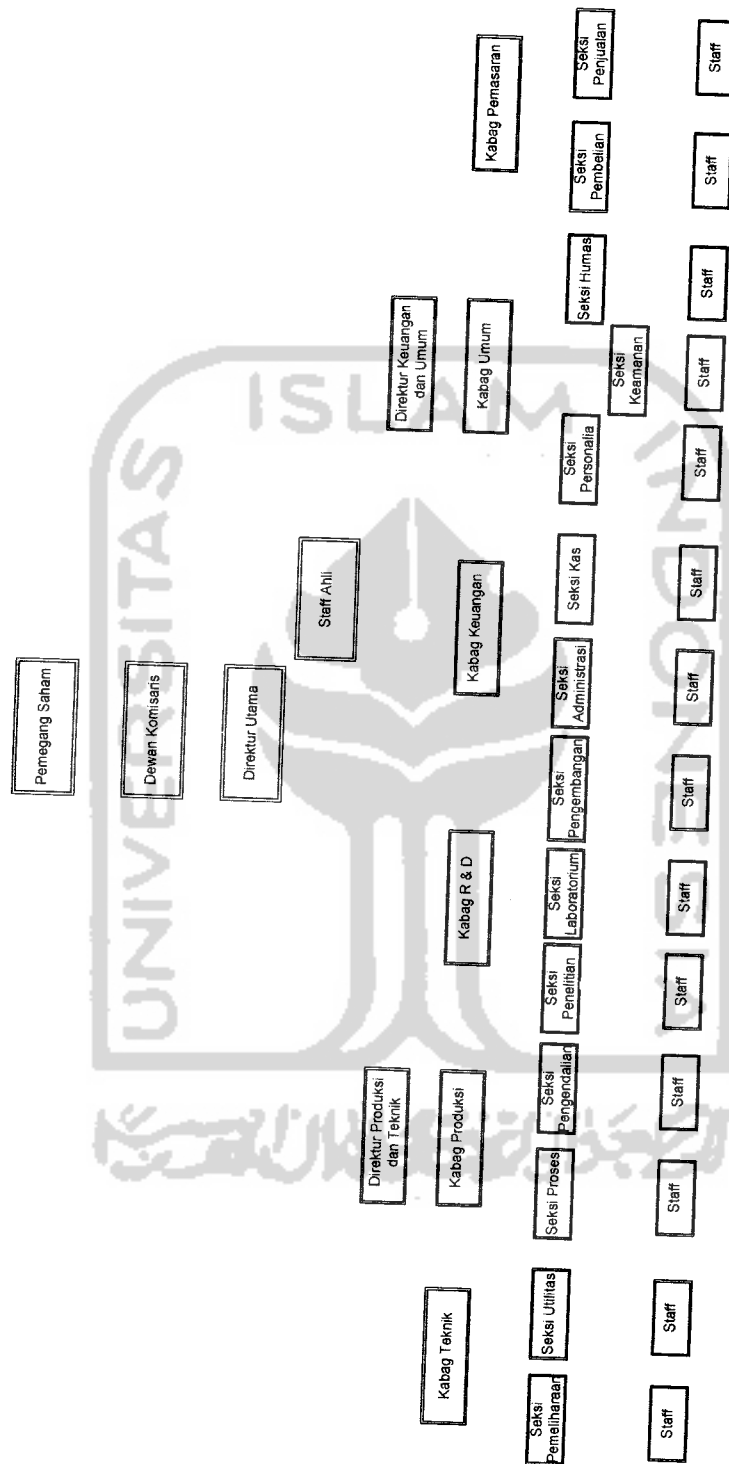 Pemegang Saham
Dewan Komisaris
Direktur Utama
Staff Ahli
Direktur Produksi
dan Teknik
Direktur Keuangan
dan Umum
Kabag Teknik
Kabag Produksi
Kabag R & D
Kabag Keuangan
Kabag Umum
Kabag Pemasaran
Seksi
Pemeliharaan
Seksi Utilitas
Seksi Proses
Seksi
Pengendalian
Seksi
Penelitian
Seksi
Laboratorium
Seksi
Pengembangan
Seksi
Administrasi
Seksi Kas
Seksi
Personalia
Seksi
Keamanan
Seksi Humas
Seksi
Pembelian
Seksi
Penjualan
Staff
Staff
Staff
Staff
Staff
Staff
Staff
Staff
Staff
Staff
Staff
Staff
Staff
Staff
UNIVERSITAS
ISLAM
INDONESIA